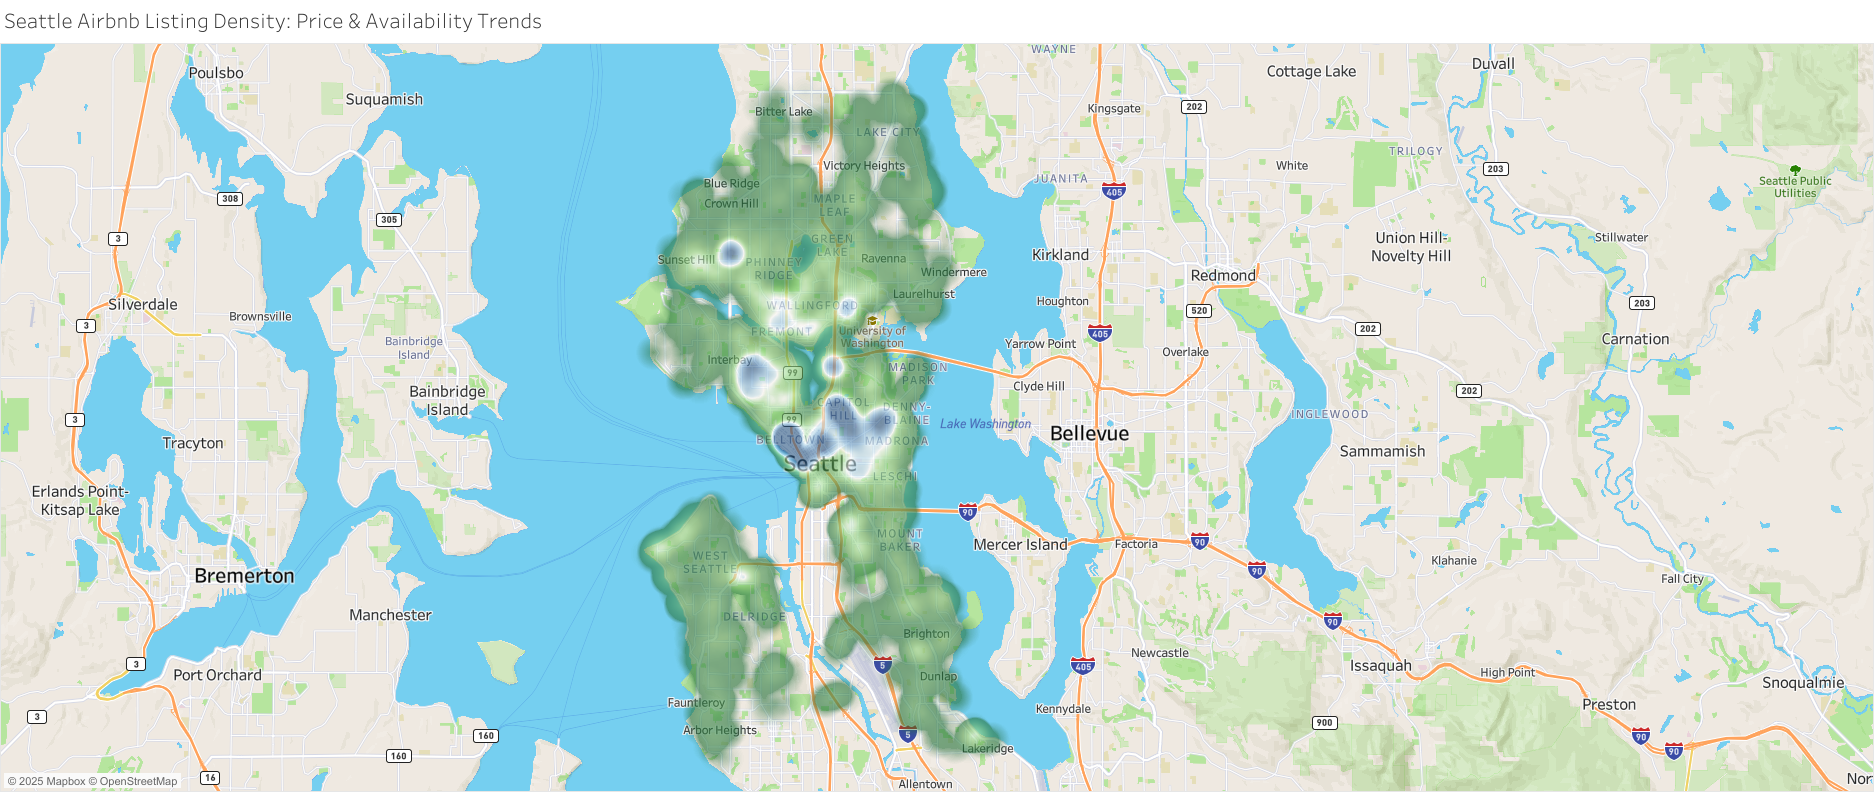 Seattle Airbnb Listing Density: Price & Availability Trends
WAYNE
Poulsbo
Cottage Lake
Duvall
Suquamish
Bitter Lake
Kingsgate
202
LAKE CITY
TRILOGY
Victory Heights
White
203
Seattle Public
Utilities
JUANITA
405
Blue Ridge
Crown Hill
308
305
MAPLE
LEAF
3
GREEN
LAKE
Union Hill-
Novelty Hill
Stillwater
Kirkland
Sunset Hill
PHINNEY
RIDGE
Ravenna
Windermere
Redmond
Laurelhurst
Silverdale
Houghton
203
WALLINGFORD
520
Brownsville
3
FREMONT
University of
Washington
405
202
Bainbridge
Island
Yarrow Point
Overlake
Carnation
Interbay
99
MADISON
PARK
Clyde Hill
202
Bainbridge
Island
CAPITOL
HILL
DENNY-
BLAINE
INGLEWOOD
3
99
Lake Washington
Bellevue
Tracyton
BELLTOWN
MADRONA
Sammamish
Seattle
LESCHI
Erlands Point-
Kitsap Lake
90
MOUNT
BAKER
Mercer Island
Factoria
90
WEST
SEATTLE
Klahanie
90
Bremerton
Fall City
Manchester
DELRIDGE
90
Brighton
Newcastle
3
5
405
Issaquah
High Point
Port Orchard
Dunlap
Snoqualmie
Fauntleroy
Kennydale
Preston
3
900
Arbor Heights
160
5
90
Lakeridge
90
160
16
© 2025 Mapbox © OpenStreetMap
Allentown
Nor